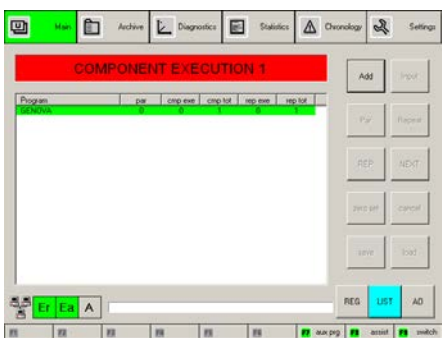 Main Archive Diagnostics Statistics Chronology Settings
COMPONENT EXECUTION 1
Add Input
Program par cmp exe cmp tot rep exe rep tot
GENOVA 0 0 1 0 1
Par Repeat
REP NEXT
zero set cancel
save load
Er Ea A REG LIST AD
F1 F2 F3 F4 F5 F6 F7 aux prg F8 assist F9 switch